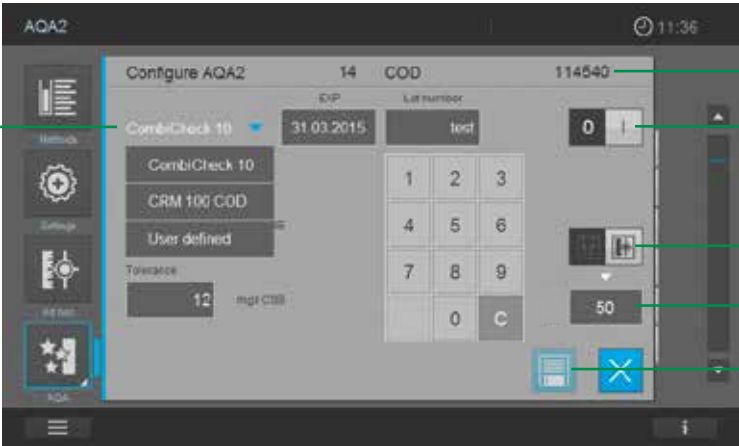 AQA2
11:36
Configure AQA2 14 COD 114540
EXP Lot number
CombiCheck 10 31.03.2015 test 0 I
Methods
CombiCheck 10
CRM 100 COD
User defined
Settings
1 2 3
4 5 6
7 8 9
0 C
Tolerance
12 mg/l CSB
50
AQA
i